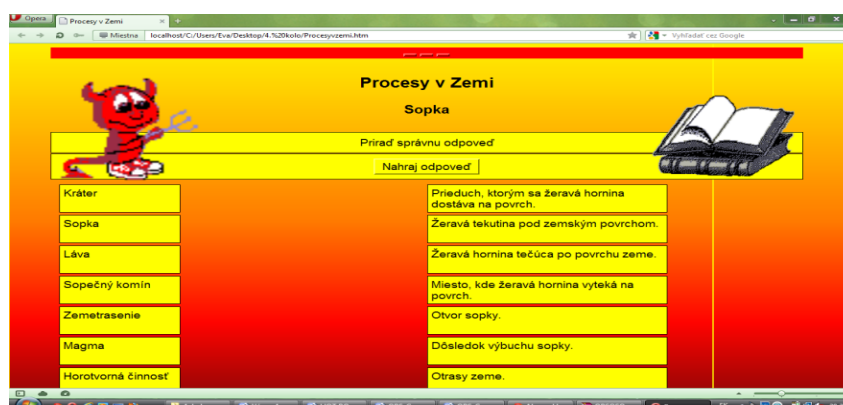 Opera
Procesy v Zemi
Miestna
localhost/C:/Users/Eva/Desktop/4.%20kolo/Procesyvzemi.htm
Vyhľadať cez Google
Procesy v Zemi
Sopka
Priraď správnu odpoveď
Nahraj odpoveď
Kráter
Prieduch, ktorým sa žeravá hornina
dostáva na povrch.
Sopka
Žeravá tekutina pod zemským povrchom.
Láva
Žeravá hornina tečúca po povrchu zeme.
Sopečný komín
Miesto, kde žeravá hornina vyteká na
povrch.
Zemetrasenie
Otvor sopky.
Magma
Dôsledok výbuchu sopky.
Horotvorná činnosť
Otrasy zeme.